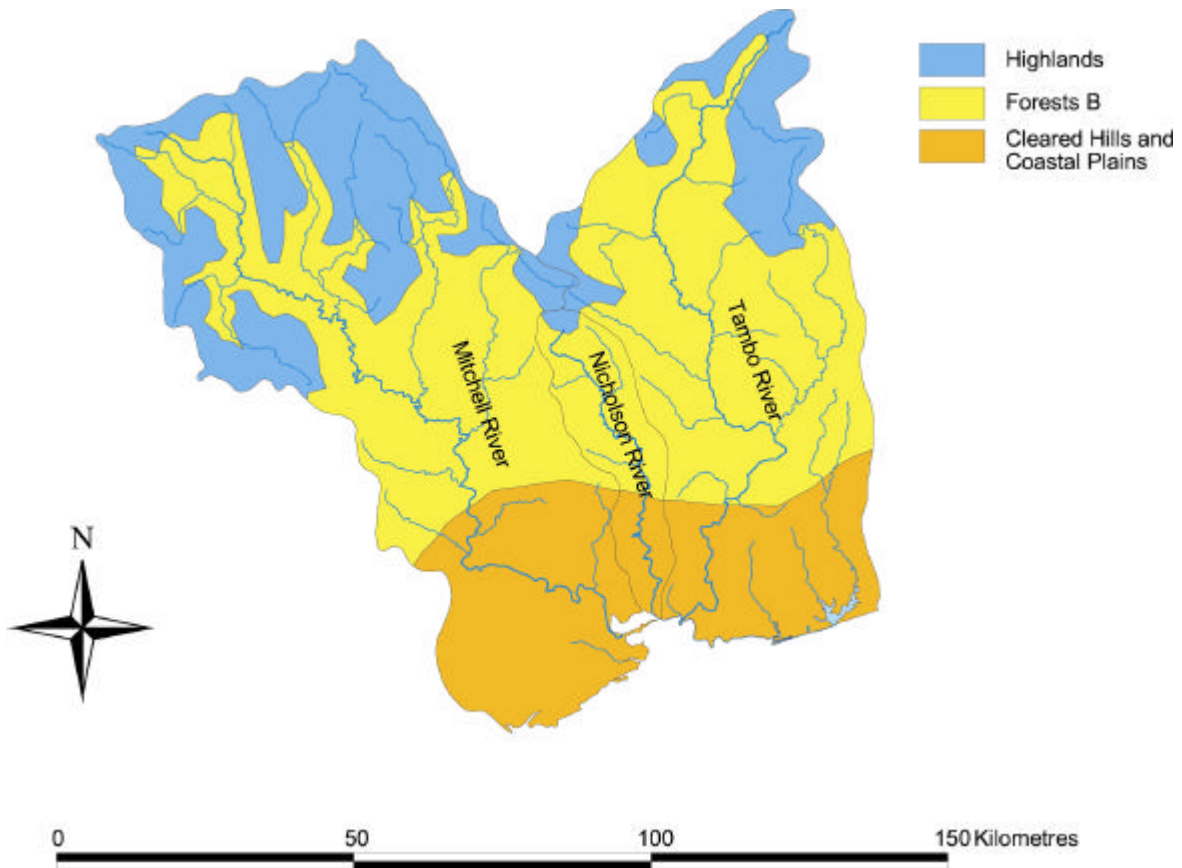 Highlands
Forests B
Cleared Hills and
Coastal Plains
Mitchell River
Nicholson River
Tambo River
N
0 50 100 150 Kilometres